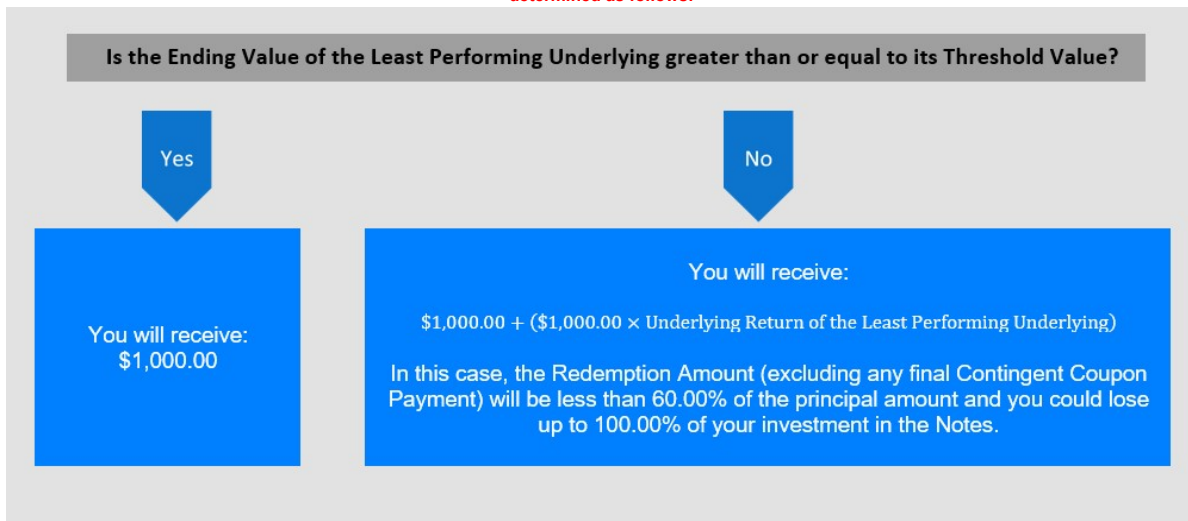 Is the Ending Value of the Least Performing Underlying greater than or equal to its Threshold Value?
Yes
No
You will receive:
$1,000.00
You will receive:
$1,000.00 + ($1,000.00 × Underlying Return of the Least Performing Underlying)
In this case, the Redemption Amount (excluding any final Contingent Coupon
Payment) will be less than 60.00% of the principal amount and you could lose
up to 100.00% of your investment in the Notes.